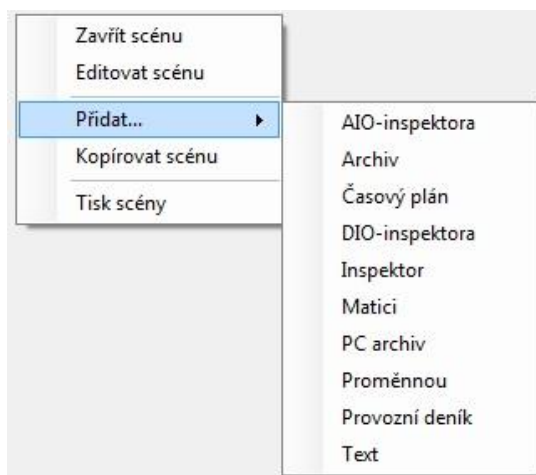 Zavřít scénu
Editovat scénu
Přidat...
Kopírovat scénu
Tisk scény
AIO-inspektora
Archiv
Časový plán
DIO-inspektora
Inspektor
Matici
PC archiv
Proměnnou
Provozní deník
Text